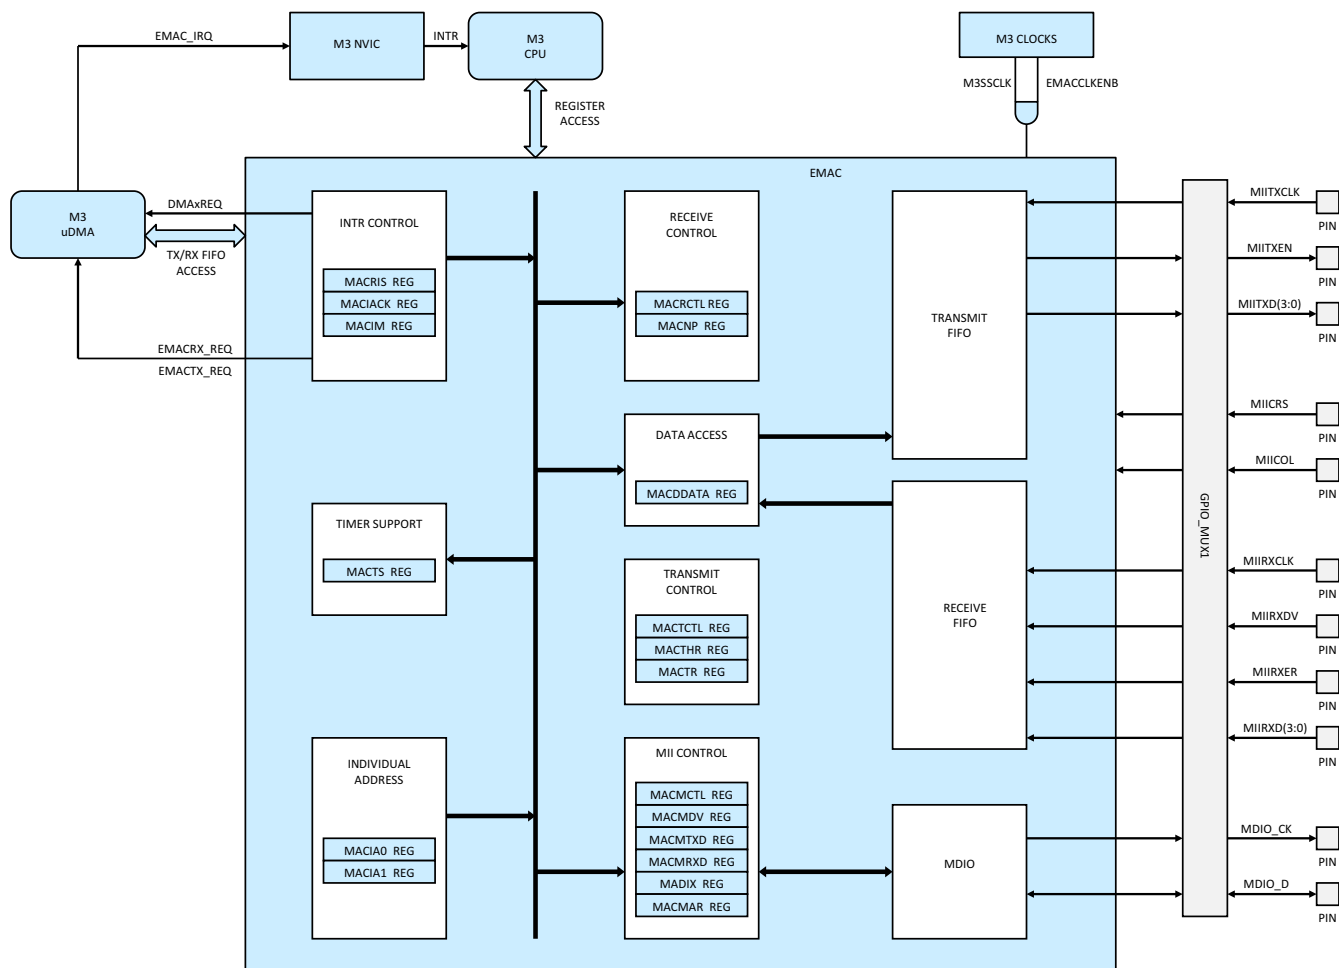 EMAC_IRQ
M3 NVIC
INTR
M3
CPU
M3 CLOCKS
M3SSCLK
EMACCLKENB
REGISTER
ACCESS
EMAC
M3
uDMA
DMAxREQ
TX/RX FIFO
ACCESS
EMACRX_REQ
EMACTX_REQ
INTR CONTROL
MACRIS REG
MACIACK REG
MACIM REG
TIMER SUPPORT
MACTS REG
INDIVIDUAL
ADDRESS
MACIA0 REG
MACIA1 REG
RECEIVE
CONTROL
MACRCTL REG
MACNP REG
DATA ACCESS
MACDDATA REG
TRANSMIT
CONTROL
MACTCTL REG
MACTHR REG
MACTR REG
MII CONTROL
MACMCTL REG
MACMDV REG
MACMTXD REG
MACMRXD REG
MADIX REG
MACMAR REG
TRANSMIT
FIFO
RECEIVE
FIFO
MDIO
GPIO_MUX1
MIITXCLK
PIN
MIITXEN
PIN
MIITXD(3:0)
PIN
MIICRS
PIN
MIICOL
PIN
MIIRXCLK
PIN
MIIRXDV
PIN
MIIRXER
PIN
MIIRXD(3:0)
PIN
MDIO_CK
PIN
MDIO_D
PIN